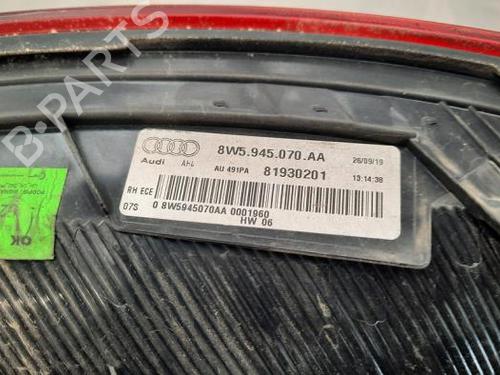 B-PARTS
8W5.945.070.AA
26/09/19
Audi
AHL
AU 491PA
81930201
13:14:38
RH ECE
07S
0 8W5945070AA 0001960
HW 06
OK